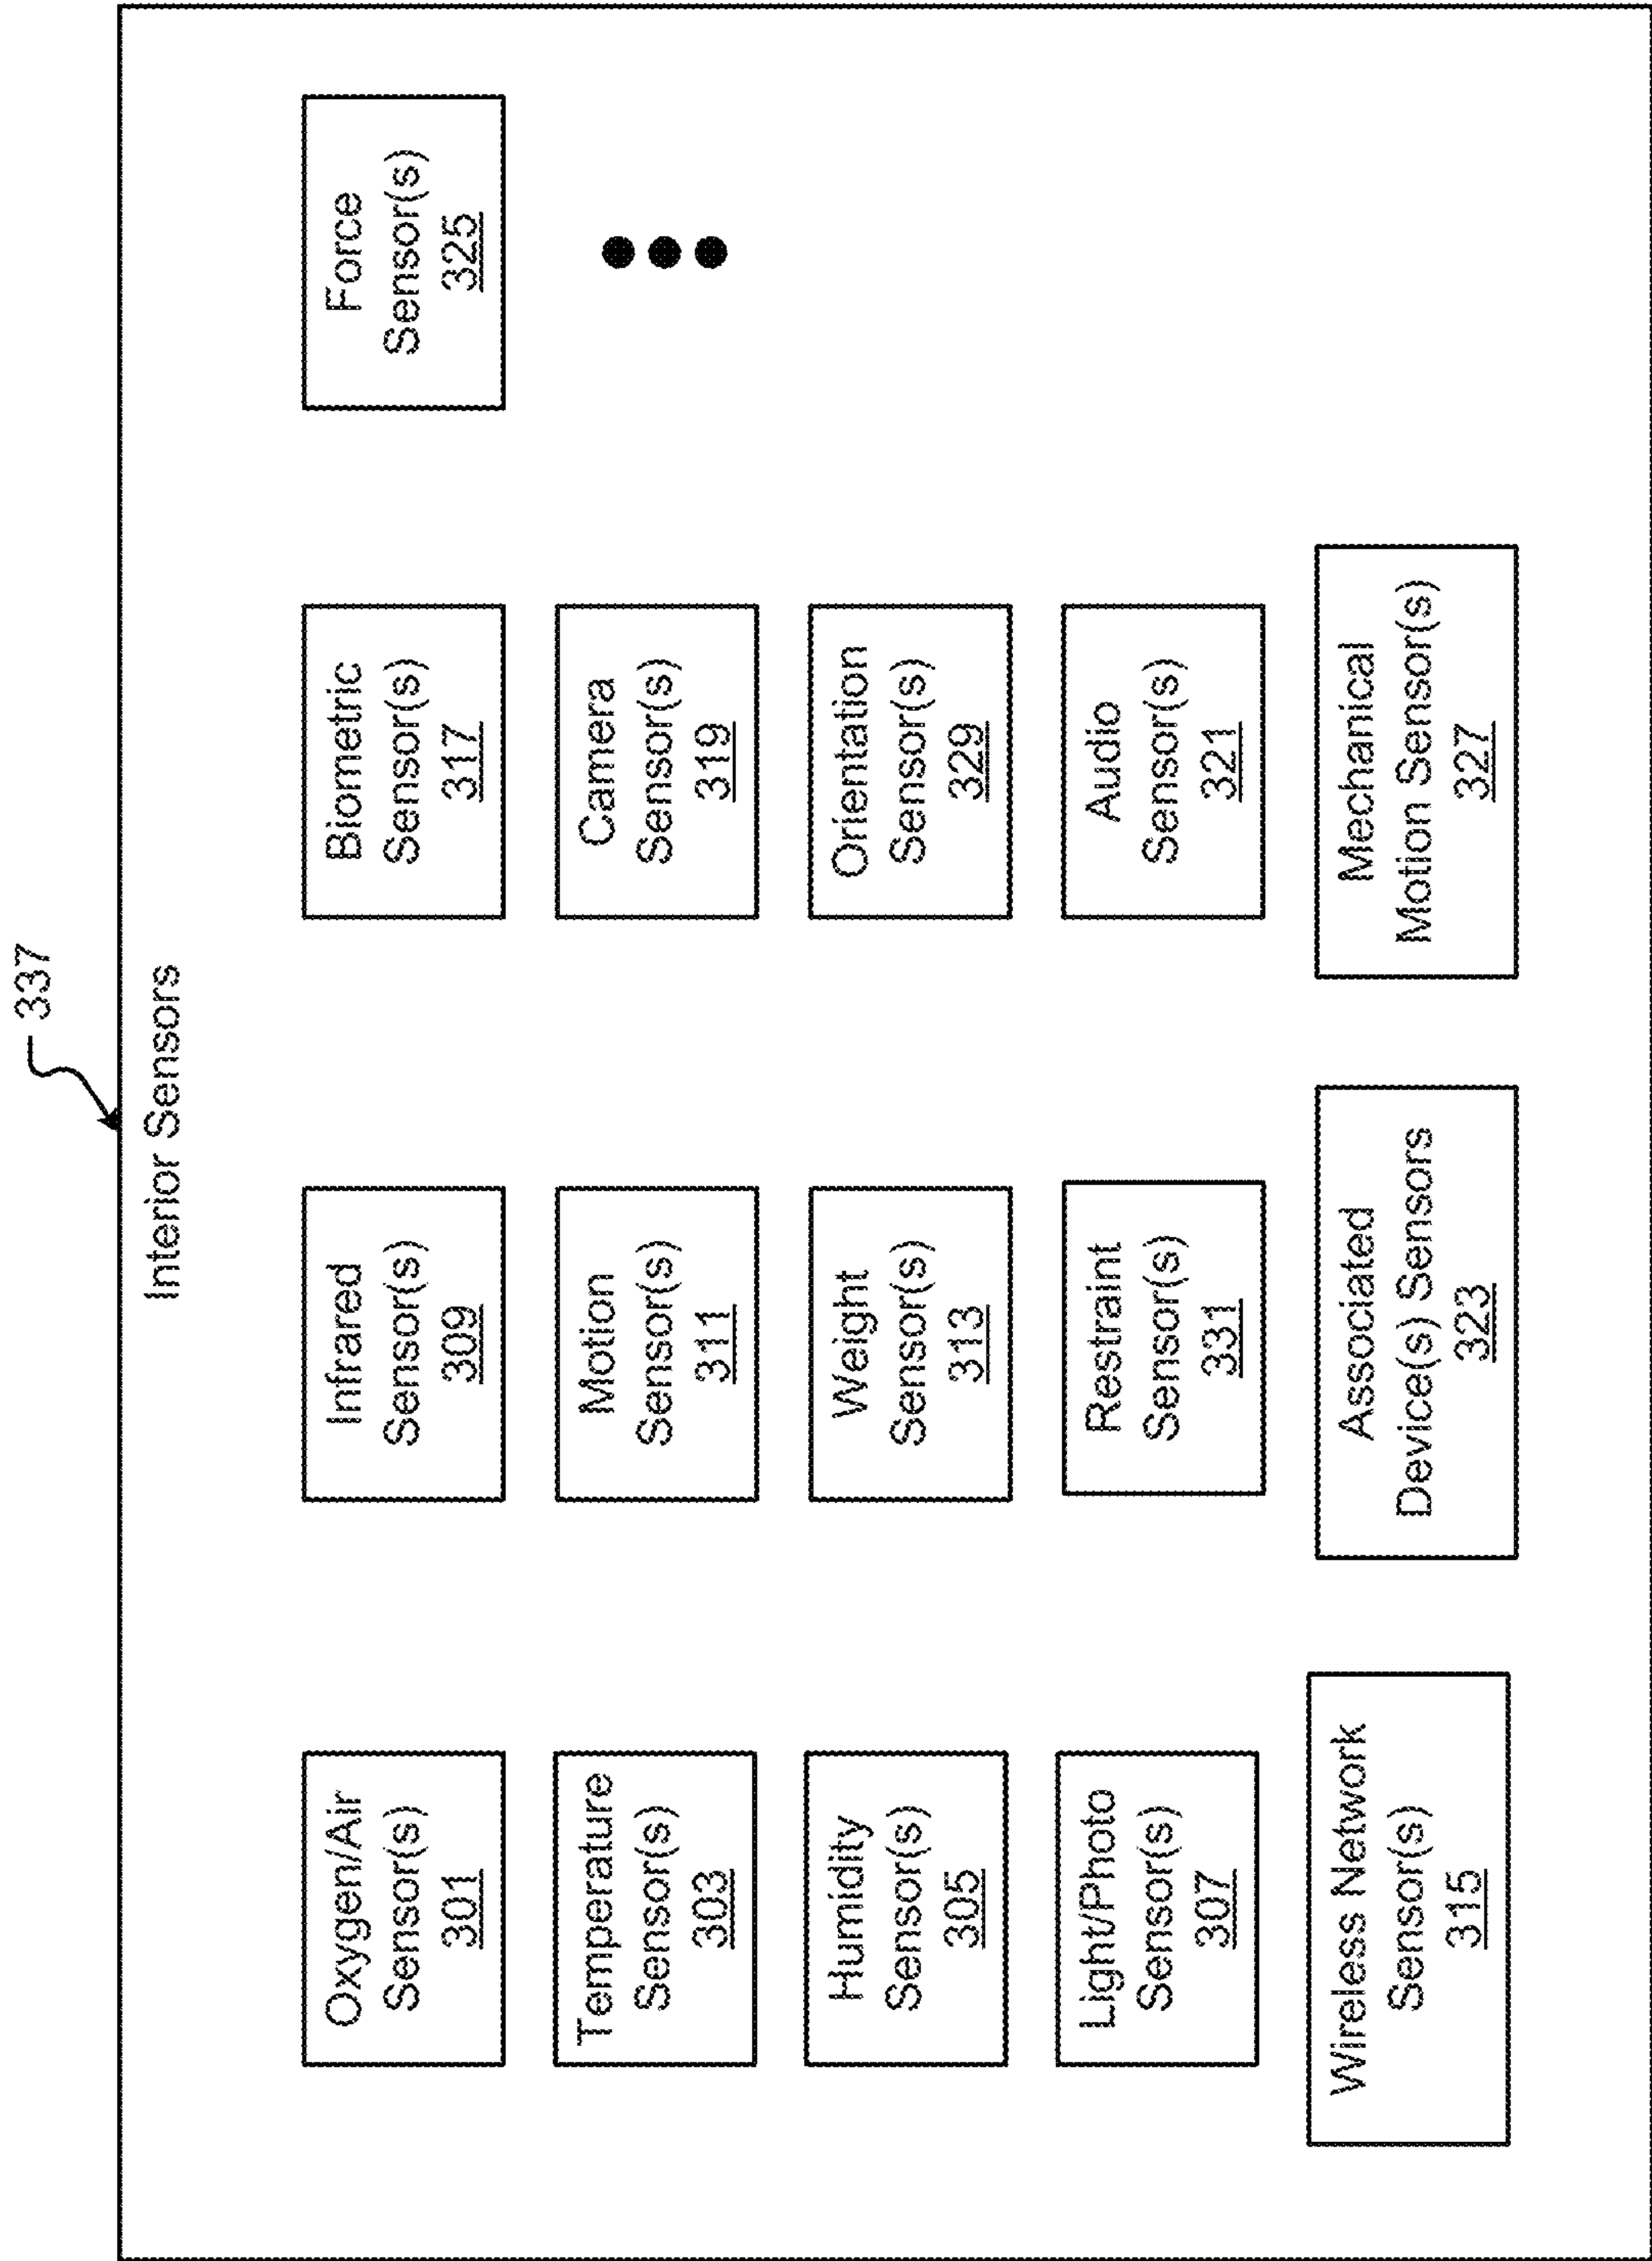 337
Interior Sensors
Oxygen/Air
Sensor(s)
301
Temperature
Sensor(s)
303
Humidity
Sensor(s)
305
Light/Photo
Sensor(s)
307
Wireless Network
Sensor(s)
315
Infrared
Sensor(s)
309
Motion
Sensor(s)
311
Weight
Sensor(s)
313
Restraint
Sensor(s)
331
Associated
Device(s) Sensors
323
Biometric
Sensor(s)
317
Camera
Sensor(s)
319
Orientation
Sensor(s)
329
Audio
Sensor(s)
321
Mechanical
Motion Sensor(s)
327
Force
Sensor(s)
325